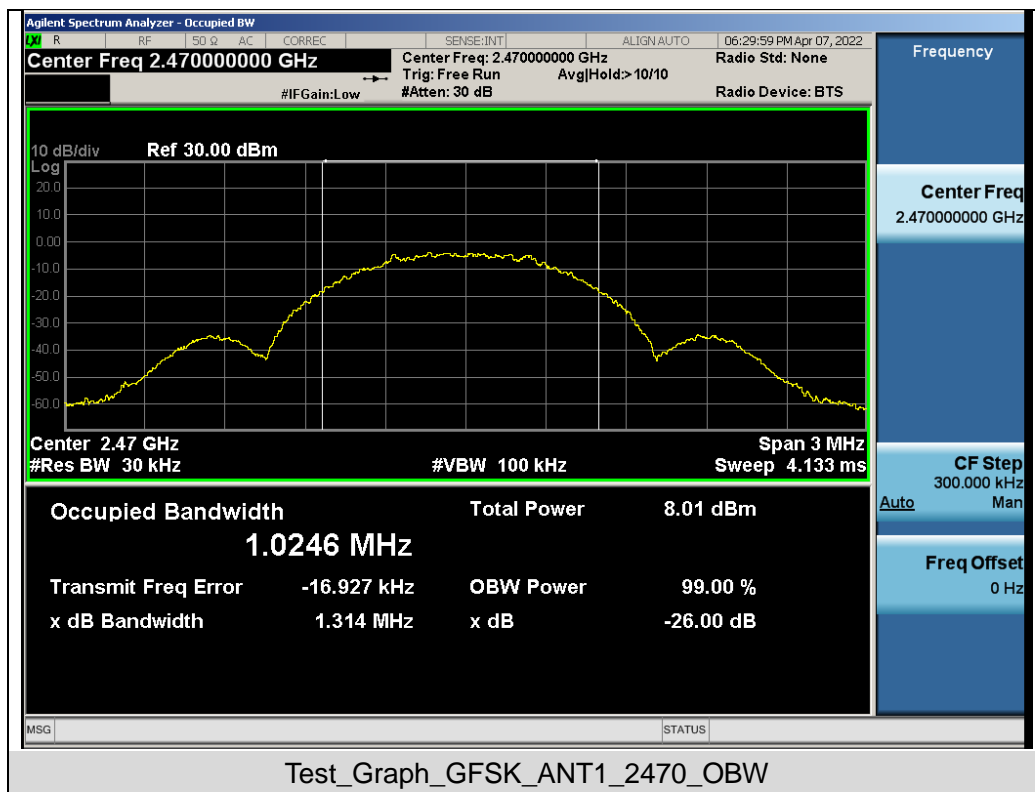 Agilent Spectrum Analyzer - Occupied BW
LXI R RF 50 Ω AC CORREC SENSE:INT ALIGN AUTO 06:29:59 PM Apr 07, 2022
Center Freq 2.470000000 GHz
Center Freq: 2.470000000 GHz
Radio Std: None
Trig: Free Run Avg|Hold:> 10/10
#IFGain:Low
#Atten: 30 dB
Radio Device: BTS
10 dB/div Ref 30.00 dBm
Log
20.0
10.0
0.00
-10.0
-20.0
-30.0
-40.0
-50.0
-60.0
Center 2.47 GHz
Span 3 MHz
#Res BW 30 kHz
#VBW 100 kHz
Sweep 4.133 ms
Occupied Bandwidth
Total Power 8.01 dBm
1.0246 MHz
Transmit Freq Error -16.927 kHz
OBW Power 99.00 %
x dB Bandwidth 1.314 MHz
x dB -26.00 dB
MSG
STATUS
Frequency
Center Freq
2.470000000 GHz
CF Step
300.000 kHz
Auto Man
Freq Offset
0 Hz
Test_Graph_GFSK_ANT1_2470_OBW